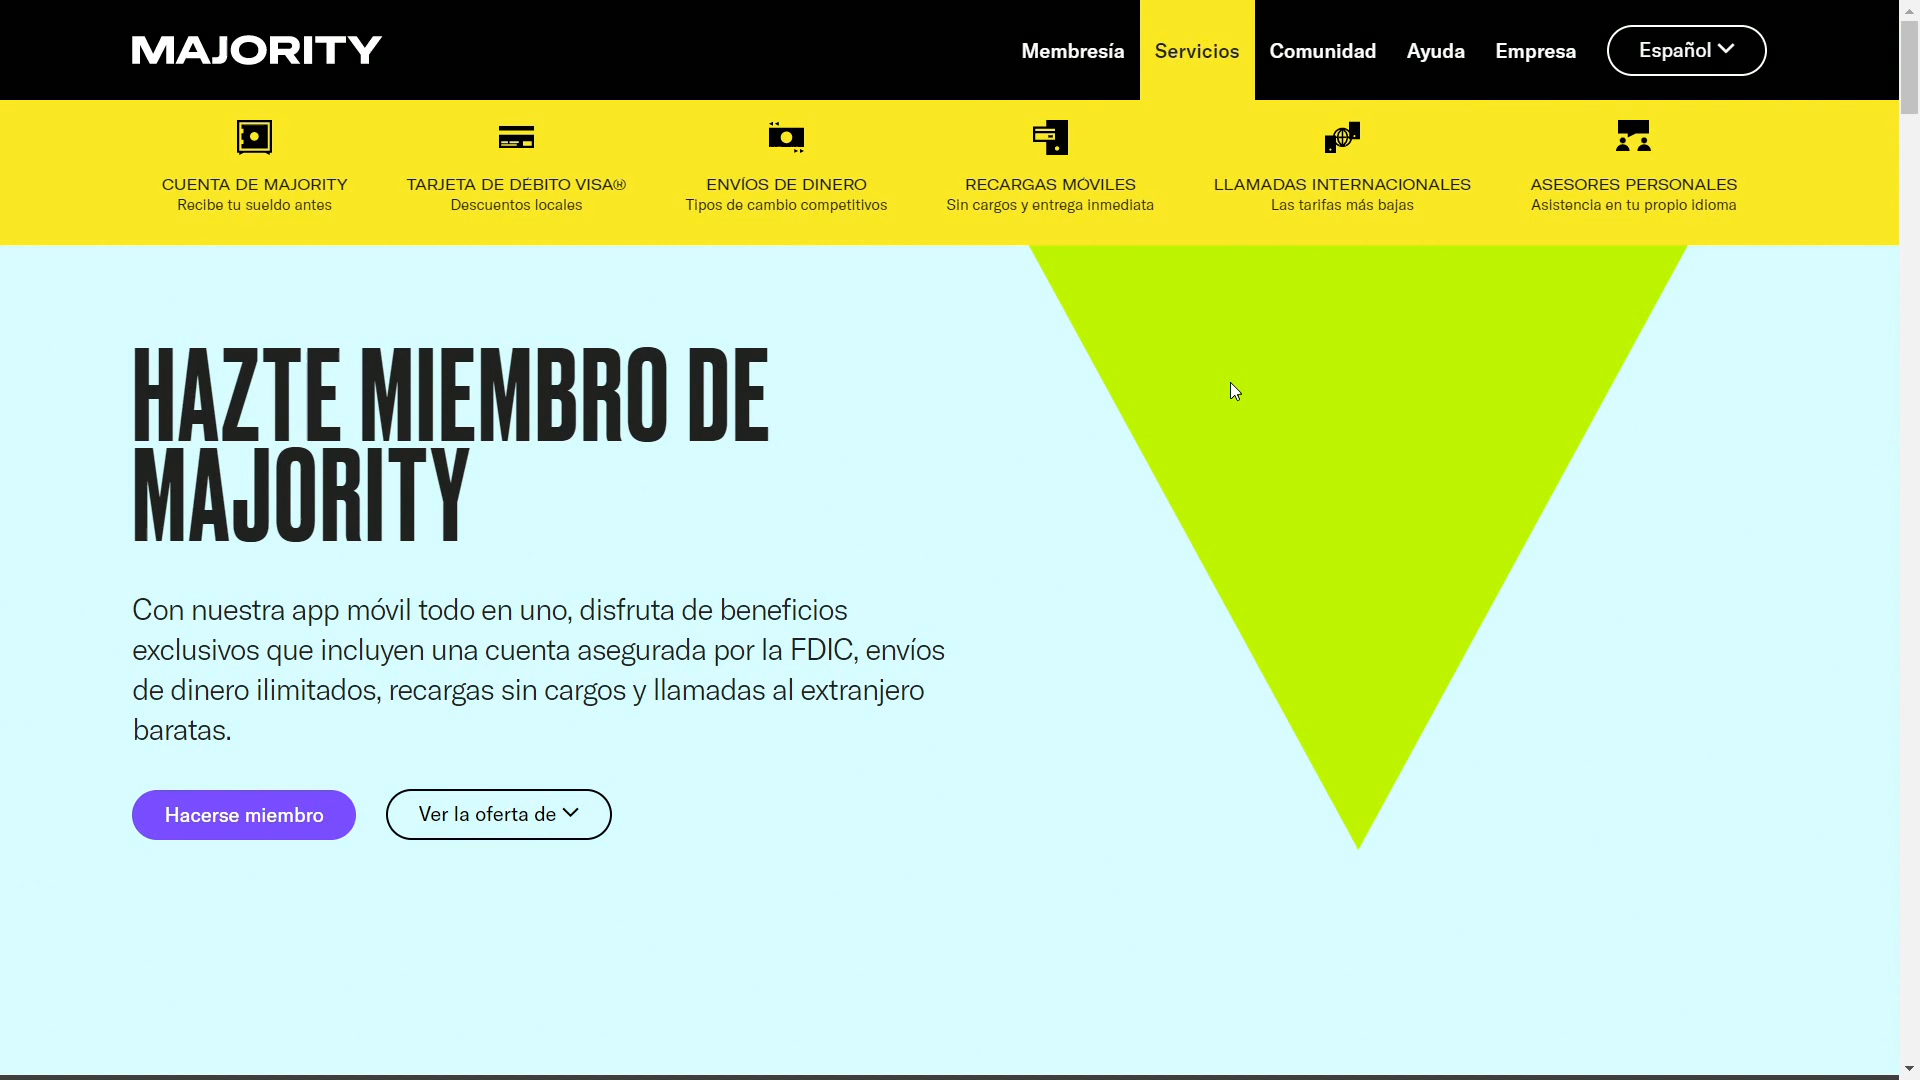 MAJORITY
Membresía Servicios Comunidad Ayuda Empresa Español
CUENTA DE MAJORITY
Recibe tu sueldo antes
TARJETA DE DÉBITO VISA®
Descuentos locales
ENVÍOS DE DINERO
Tipos de cambio competitivos
RECARGAS MÓVILES
Sin cargos y entrega inmediata
LLAMADAS INTERNACIONALES
Las tarifas más bajas
ASESORES PERSONALES
Asistencia en tu propio idioma
HAZTE MIEMBRO DE
MAJORITY
Con nuestra app móvil todo en uno, disfruta de beneficios
exclusivos que incluyen una cuenta asegurada por la FDIC, envíos
de dinero ilimitados, recargas sin cargos y llamadas al extranjero
baratas.
Hacerse miembro
Ver la oferta de